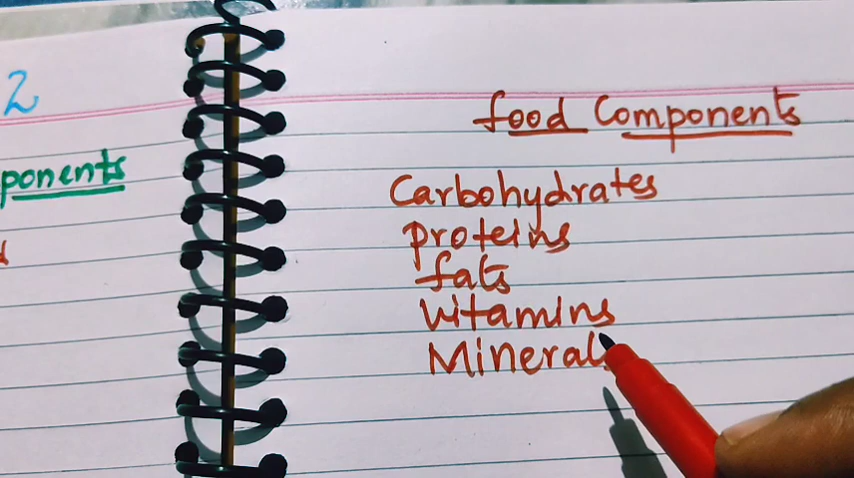 2
ponents
food Components
Carbohydrates
proteins
fats
vitamins
Minerals